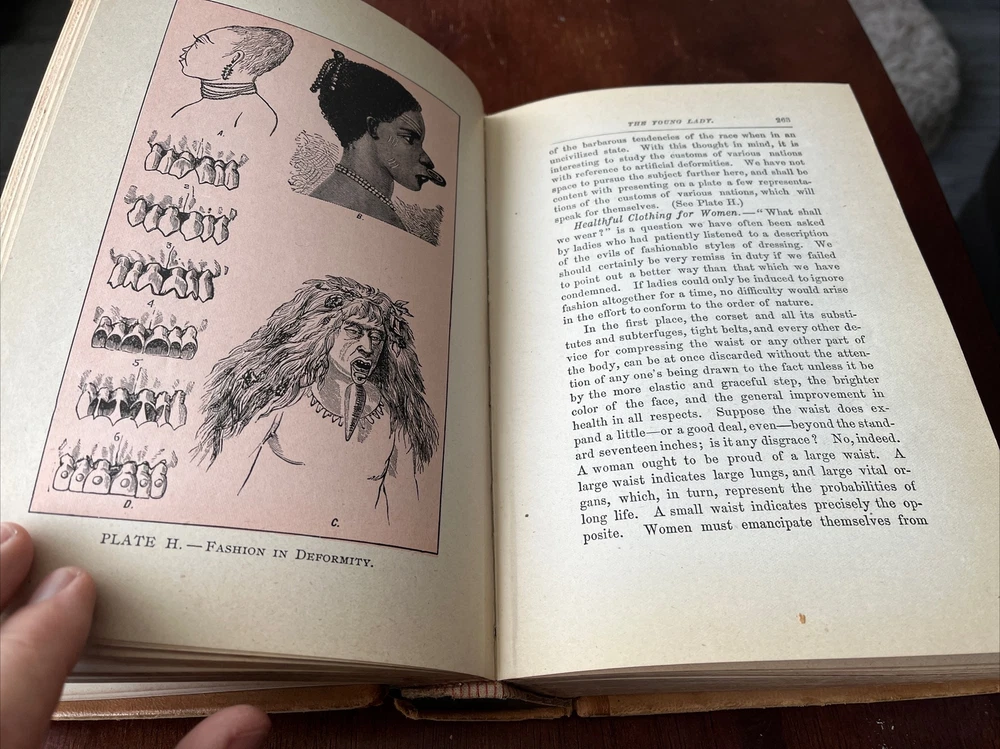 A.
B.
2
3
4
5
6
D.
C.
PLATE H.—FASHION IN DEFORMITY.
THE YOUNG LADY. 263
of the barbarous tendencies of the race when in an
uncivilized state. With this thought in mind, it is
interesting to study the customs of various nations
with reference to artificial deformities. We have not
space to pursue the subject further here, and shall be
content with presenting on a plate a few representa-
tions of the customs of various nations, which will
speak for themselves. (See Plate H.)
Healthful Clothing for Women.—“What shall
we wear?” is a question we have often been asked
by ladies who had patiently listened to a description
of the evils of fashionable styles of dressing. We
should certainly be very remiss in duty if we failed
to point out a better way than that which we have
condemned. If ladies could only be induced to ignore
fashion altogether for a time, no difficulty would arise
in the effort to conform to the order of nature.
In the first place, the corset and all its substi-
tutes and subterfuges, tight belts, and every other de-
vice for compressing the waist or any other part of
the body, can be at once discarded without the atten-
tion of any one's being drawn to the fact unless it be
by the more elastic and graceful step, the brighter
color of the face, and the general improvement in
health in all respects. Suppose the waist does ex-
pand a little—or a good deal, even—beyond the stand-
ard seventeen inches; is it any disgrace? No, indeed.
A woman ought to be proud of a large waist. A
large waist indicates large lungs, and large vital or-
gans, which, in turn, represent the probabilities of
long life. A small waist indicates precisely the op-
posite. Women must emancipate themselves from